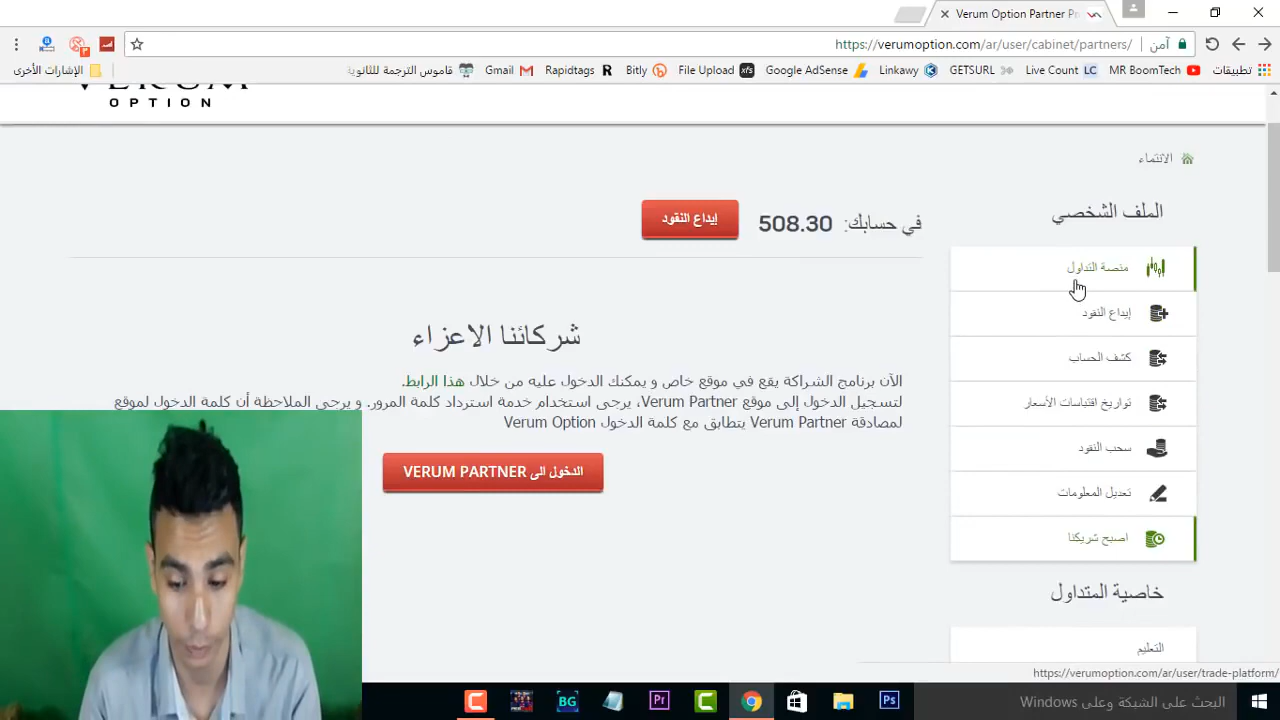 Verum Option Partner Pr
https://verumoption.com/ar/user/cabinet/partners/
آمن
تطبيقات
MR BoomTech
Live Count
GETSURL
Linkawy
Google AdSense
File Upload
Bitly
Rapidtags
Gmail
قاموس الترجمة للثانوية
الإشارات الأخرى
VERUM
OPTION
الانتماء
الملف الشخصي
في حسابك: 508.30
إيداع النقود
منصة التداول
إيداع النقود
كشف الحساب
تواريخ اقتباسات الأسعار
سحب النقود
تعديل المعلومات
اصبح شريكنا
خاصية المتداول
التعليم
شركائنا الاعزاء
الآن برنامج الشراكة يقع في موقع خاص و يمكنك الدخول عليه من خلال هذا الرابط.
لتسجيل الدخول إلى موقع Verum Partner، يرجى استخدام خدمة استرداد كلمة المرور. و يرجى الملاحظة أن كلمة الدخول لموقع
Verum Partner يتطابق مع كلمة الدخول Verum Option لمصادقة
الدخول الى VERUM PARTNER
https://verumoption.com/ar/user/trade-platform/
البحث على الشبكة وعلى Windows